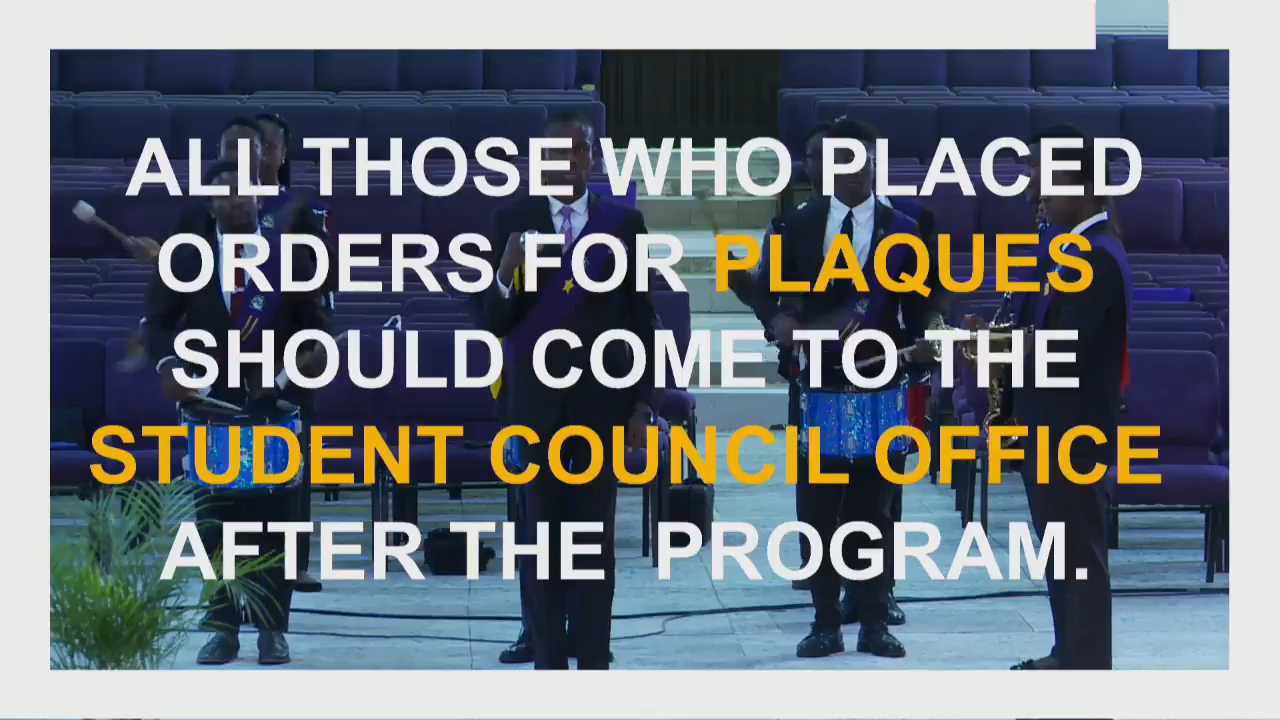 ALL THOSE WHO PLACED
ORDERS FOR PLAQUES
SHOULD COME TO THE
STUDENT COUNCIL OFFICE
AFTER THE PROGRAM.